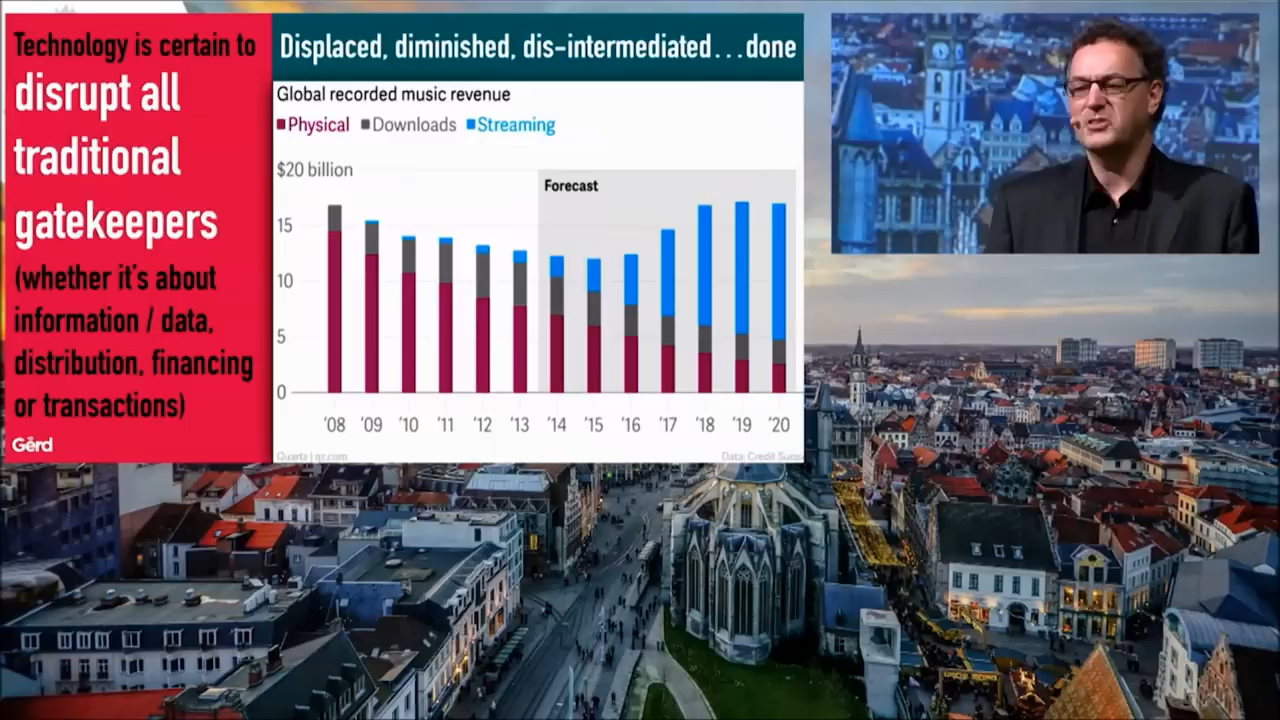 Technology is certain to
disrupt all
traditional
gatekeepers
(whether it's about
information / data,
distribution, financing
or transactions)
Gerd
Displaced, diminished, dis-intermediated...done
Global recorded music revenue
Physical Downloads Streaming
$20 billion
Forecast
15
10
5
0
'08 '09 '10 '11 '12 '13 '14 '15 '16 '17 '18 '19 '20
Quartz | qz.com Data: Credit Suisse